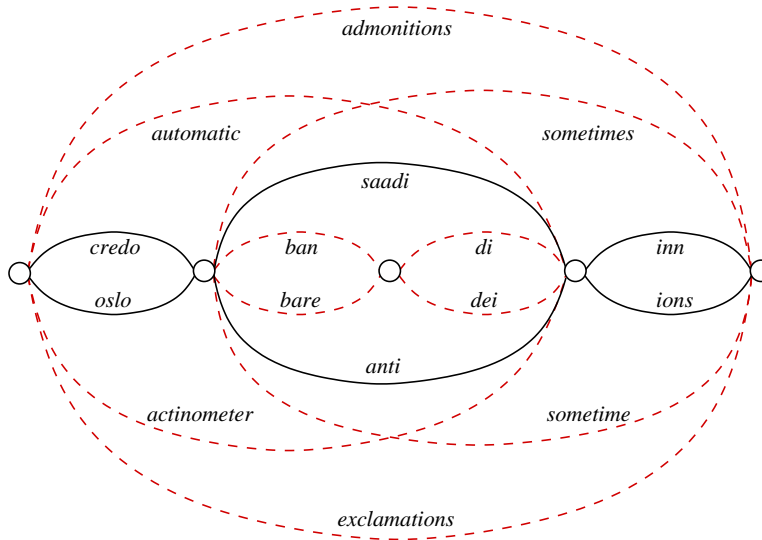 admonitions
automatic
sometimes
saadi
credo
ban
di
inn
oslo
bare
dei
ions
anti
actinometer
sometime
exclamations